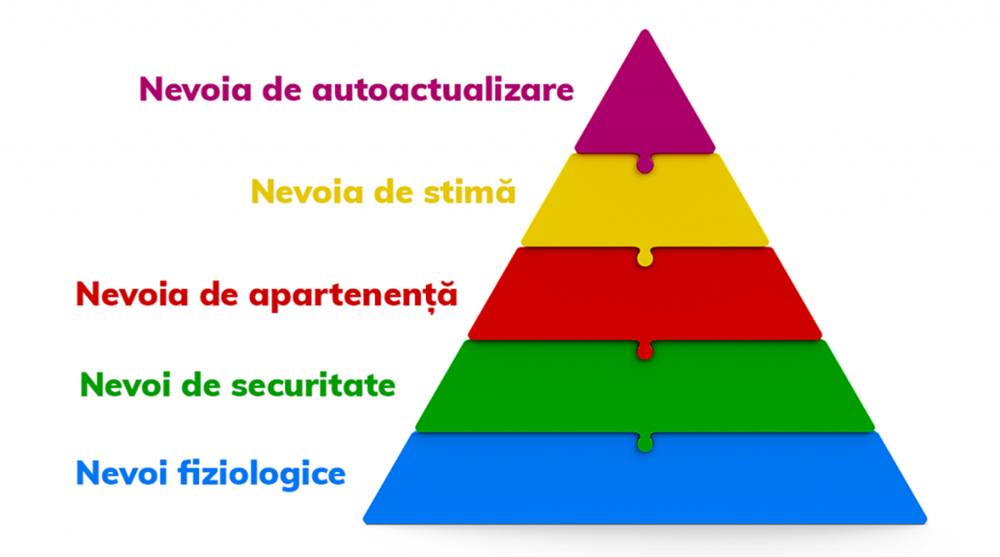 Nevoia de autoactualizare
Nevoia de stimă
Nevoia de apartenență
Nevoi de securitate
Nevoi fiziologice